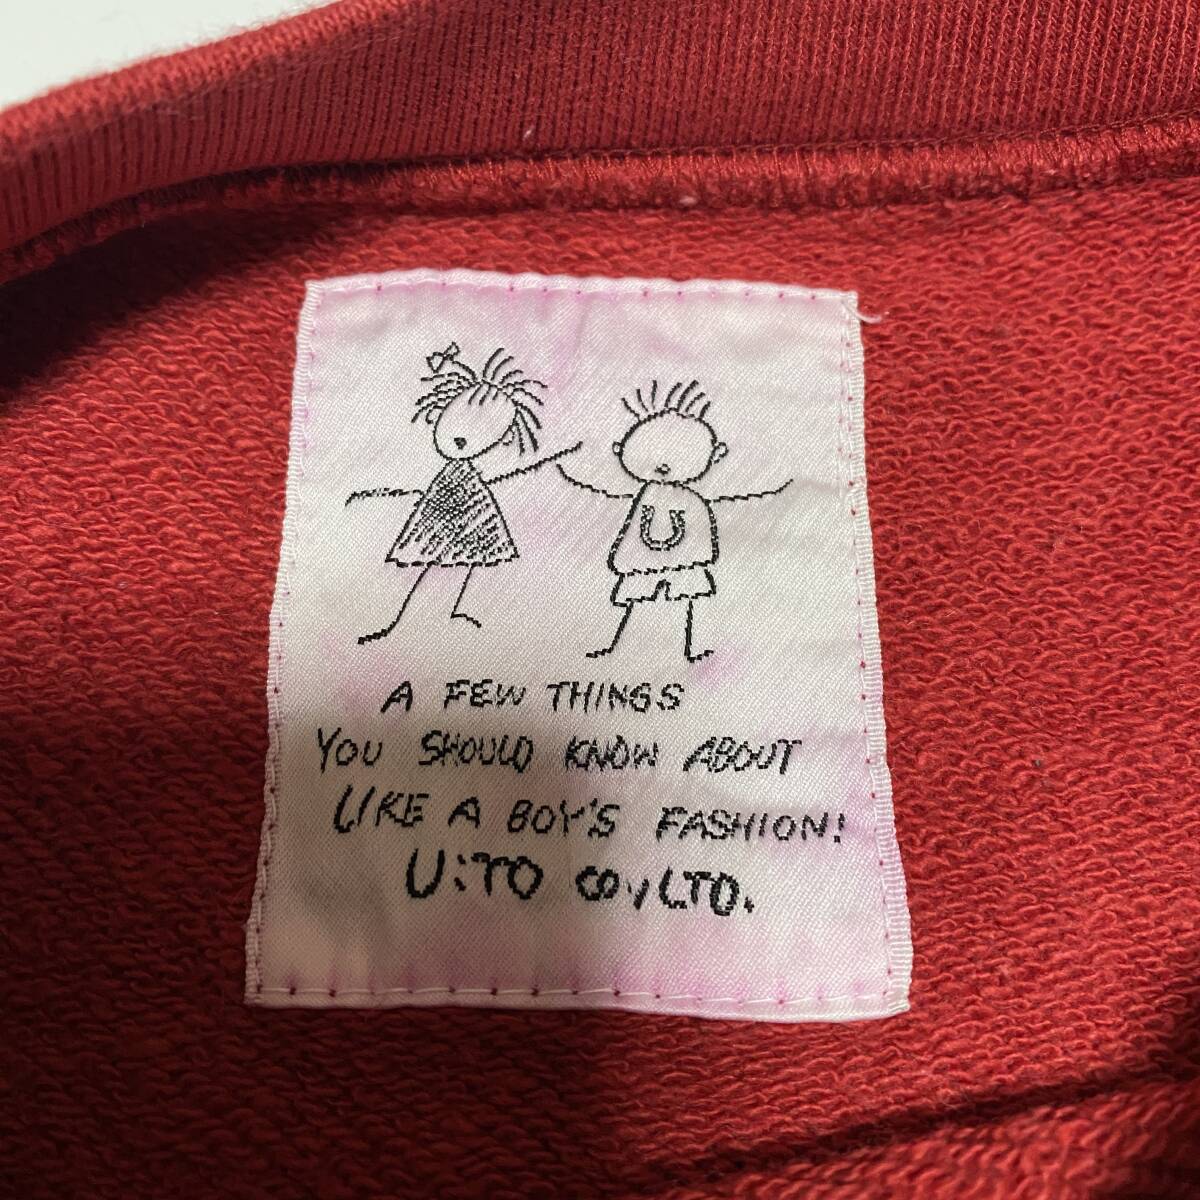 U
A FEW THINGS
YOU SHOULD KNOW ABOUT
LIKE A BOY'S FASHION!
U:TO CO.,LTD.